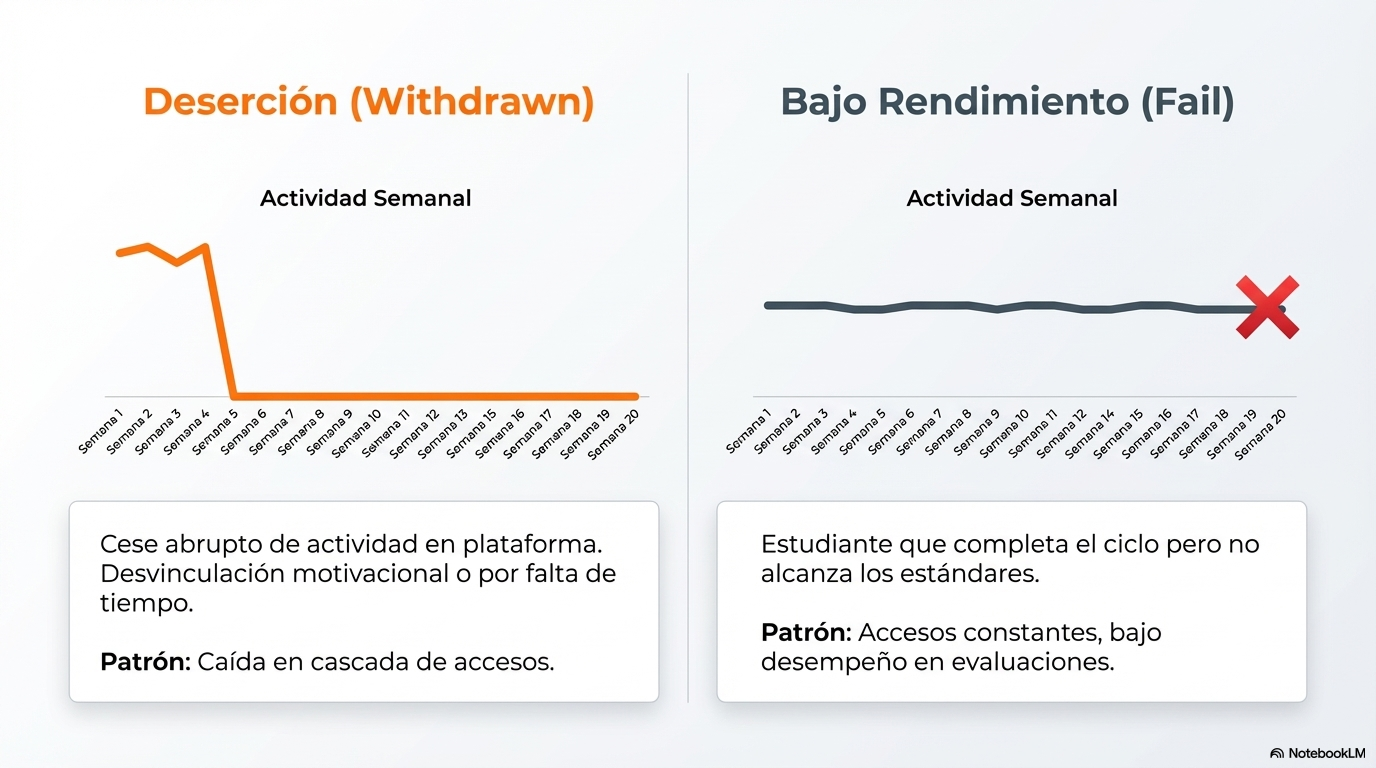 Deserción (Withdrawn)
Actividad Semanal
Semana 1
Semana 2
Semana 3
Semana 4
Semana 5
Semana 6
Semana 7
Semana 8
Semana 9
Semana 10
Semana 11
Semana 12
Semana 13
Semana 15
Semana 16
Semana 17
Semana 18
Semana 19
Semana 20
Cese abrupto de actividad en plataforma.
Desvinculación motivacional o por falta de
tiempo.
Patrón: Caída en cascada de accesos.
Bajo Rendimiento (Fail)
Actividad Semanal
Semana 1
Semana 2
Semana 3
Semana 4
Semana 5
Semana 6
Semana 7
Semana 8
Semana 9
Semana 10
Semana 11
Semana 12
Semana 14
Semana 15
Semana 16
Semana 17
Semana 18
Semana 19
Semana 20
Estudiante que completa el ciclo pero no
alcanza los estándares.
Patrón: Accesos constantes, bajo
desempeño en evaluaciones.
NotebookLM